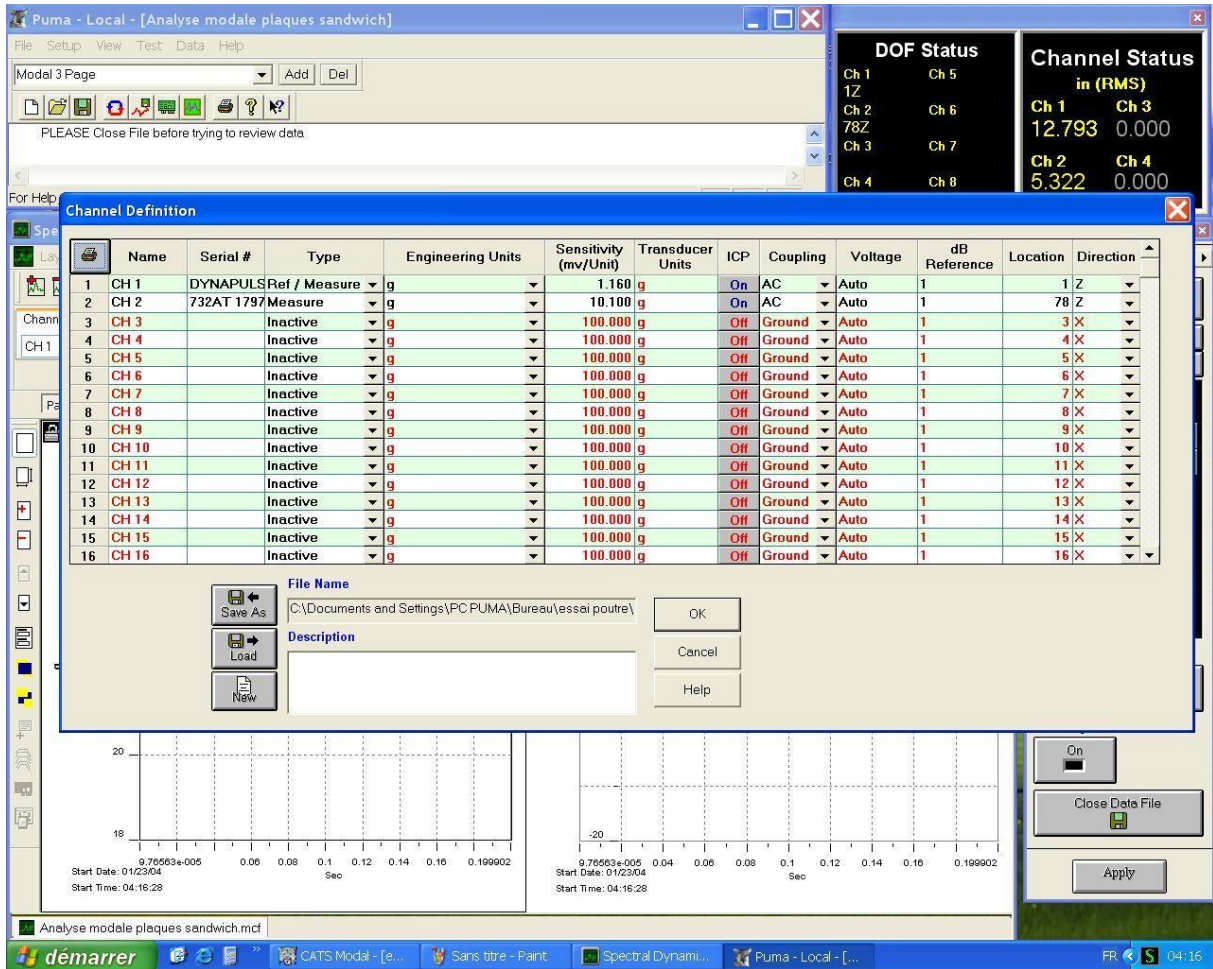 Puma - Local - [Analyse modale plaques sandwich]
File Setup View Test Data Help
Modal 3 Page
Add Del
PLEASE Close File before trying to review data
For Help
DOF Status
Ch 1 Ch 5
1Z
Ch 2 Ch 6
78Z
Ch 3 Ch 7
Ch 4 Ch 8
Channel Status
in (RMS)
Ch 1 Ch 3
12.793 0.000
Ch 2 Ch 4
5.322 0.000
Channel Definition
Name Serial # Type Engineering Units Sensitivity (mv/Unit) Transducer Units ICP Coupling Voltage dB Reference Location Direction
1 CH 1 DYNAPULS Ref / Measure g 1.160 g On AC Auto 1 1 Z
2 CH 2 732AT 1797 Measure g 10.100 g On AC Auto 1 78 Z
3 CH 3 Inactive g 100.000 g Off Ground Auto 1 3 X
4 CH 4 Inactive g 100.000 g Off Ground Auto 1 4 X
5 CH 5 Inactive g 100.000 g Off Ground Auto 1 5 X
6 CH 6 Inactive g 100.000 g Off Ground Auto 1 6 X
7 CH 7 Inactive g 100.000 g Off Ground Auto 1 7 X
8 CH 8 Inactive g 100.000 g Off Ground Auto 1 8 X
9 CH 9 Inactive g 100.000 g Off Ground Auto 1 9 X
10 CH 10 Inactive g 100.000 g Off Ground Auto 1 10 X
11 CH 11 Inactive g 100.000 g Off Ground Auto 1 11 X
12 CH 12 Inactive g 100.000 g Off Ground Auto 1 12 X
13 CH 13 Inactive g 100.000 g Off Ground Auto 1 13 X
14 CH 14 Inactive g 100.000 g Off Ground Auto 1 14 X
15 CH 15 Inactive g 100.000 g Off Ground Auto 1 15 X
16 CH 16 Inactive g 100.000 g Off Ground Auto 1 16 X
Spe
Lay
Chann
CH 1
Pa
File Name
Save As
C:\Documents and Settings\PC PUMA\Bureau\essai poutre\
OK
Load
Description
Cancel
New
Help
20
18
9.76563e-005 0.06 0.08 0.1 0.12 0.14 0.16 0.199902
Start Date: 01/23/04
Sec
Start Time: 04:16:28
-20
9.76563e-005 0.04 0.06 0.08 0.1 0.12 0.14 0.16 0.199902
Start Date: 01/23/04
Sec
Start Time: 04:16:28
On
Close Data File
Apply
Analyse modale plaques sandwich.mcf
démarrer
CATS Modal - [e...
Sans titre - Paint
Spectral Dynami...
Puma - Local - [...
FR
S
04:16